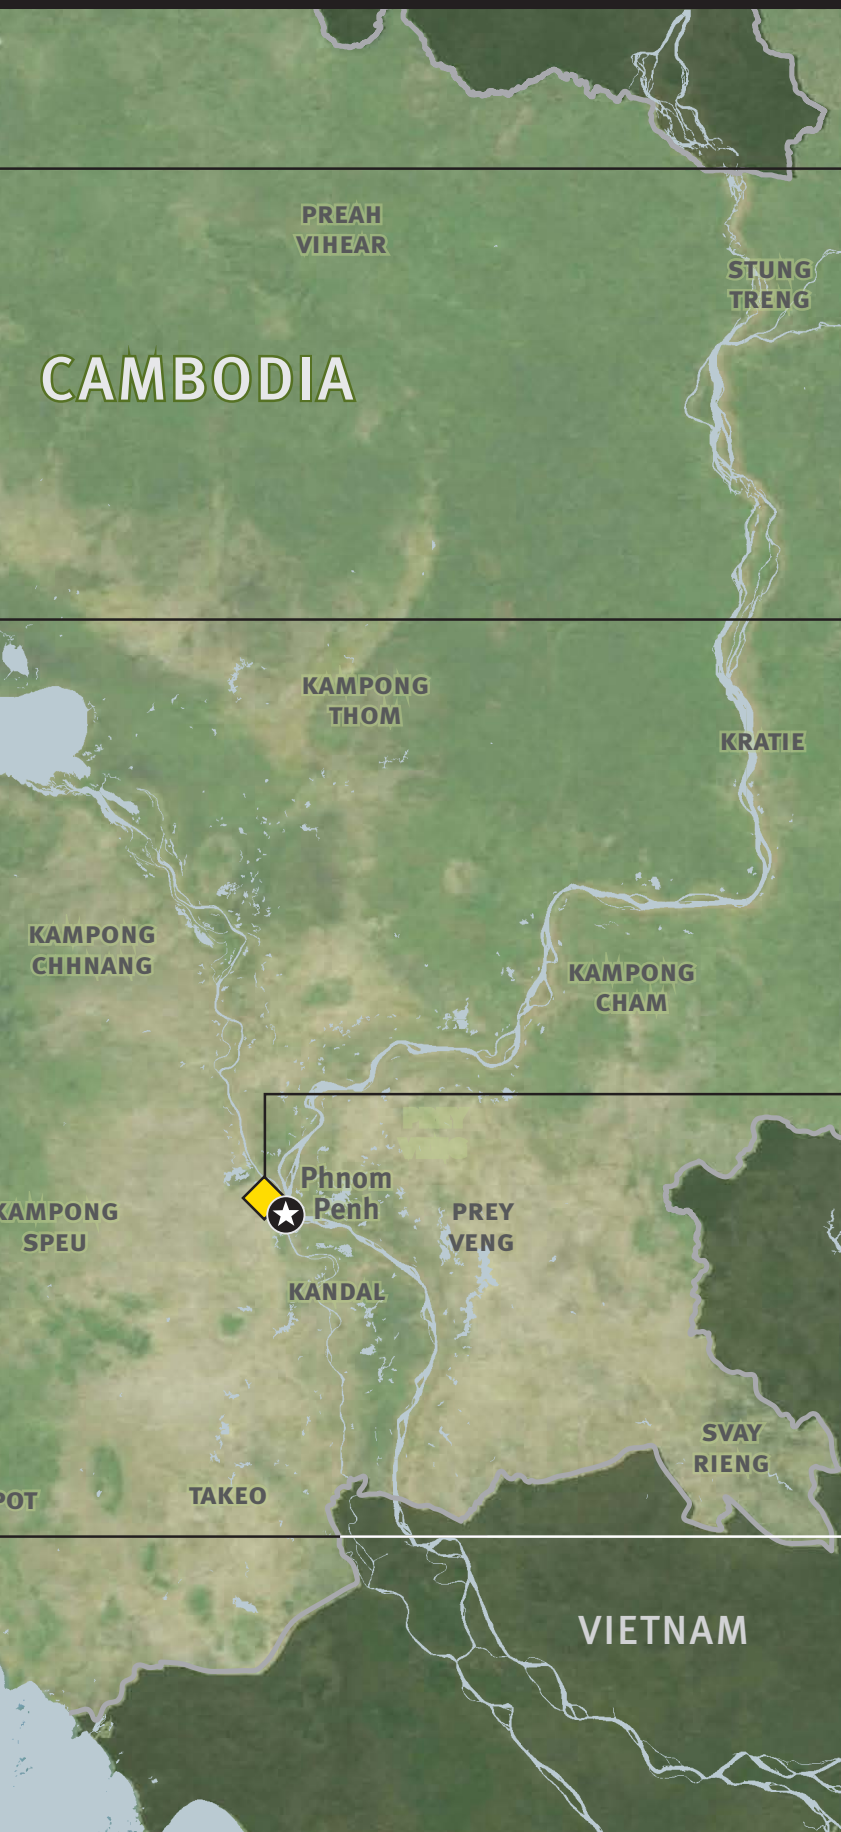 PREAH
VIHEAR
STUNG
TRENG
CAMBODIA
KAMPONG
THOM
KRATIE
KAMPONG
CHHNANG
KAMPONG
CHAM
Phnom
Penh
KAMPONG
SPEU
PREY
VENG
KANDAL
SVAY
RIENG
TAKEO
POT
VIETNAM